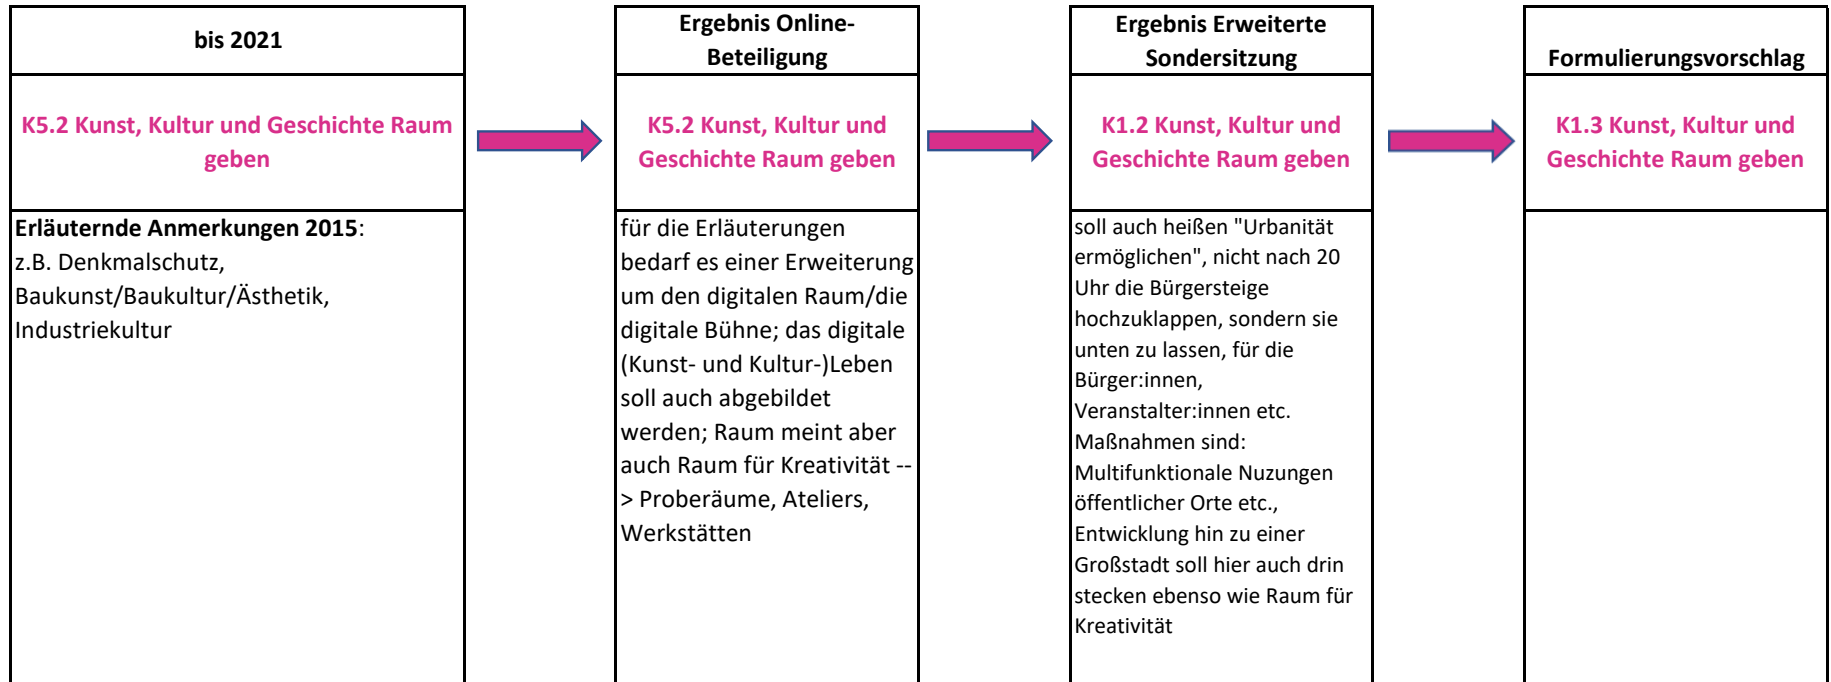 bis 2021
K5.2 Kunst, Kultur und Geschichte Raum
geben
Erläuternde Anmerkungen 2015:
z.B. Denkmalschutz,
Baukunst/Baukultur/Ästhetik,
Industriekultur
Ergebnis Online-
Beteiligung
K5.2 Kunst, Kultur und
Geschichte Raum geben
für die Erläuterungen
bedarf es einer Erweiterung
um den digitalen Raum/die
digitale Bühne; das digitale
(Kunst- und Kultur-)Leben
soll auch abgebildet
werden; Raum meint aber
auch Raum für Kreativität --
> Proberäume, Ateliers,
Werkstätten
Ergebnis Erweiterte
Sondersitzung
K1.2 Kunst, Kultur und
Geschichte Raum geben
soll auch heißen "Urbanität
ermöglichen", nicht nach 20
Uhr die Bürgersteige
hochzuklappen, sondern sie
unten zu lassen, für die
Bürger:innen,
Veranstalter:innen etc.
Maßnahmen sind:
Multifunktionale Nuzungen
öffentlicher Orte etc.,
Entwicklung hin zu einer
Großstadt soll hier auch drin
stecken ebenso wie Raum für
Kreativität
Formulierungsvorschlag
K1.3 Kunst, Kultur und
Geschichte Raum geben